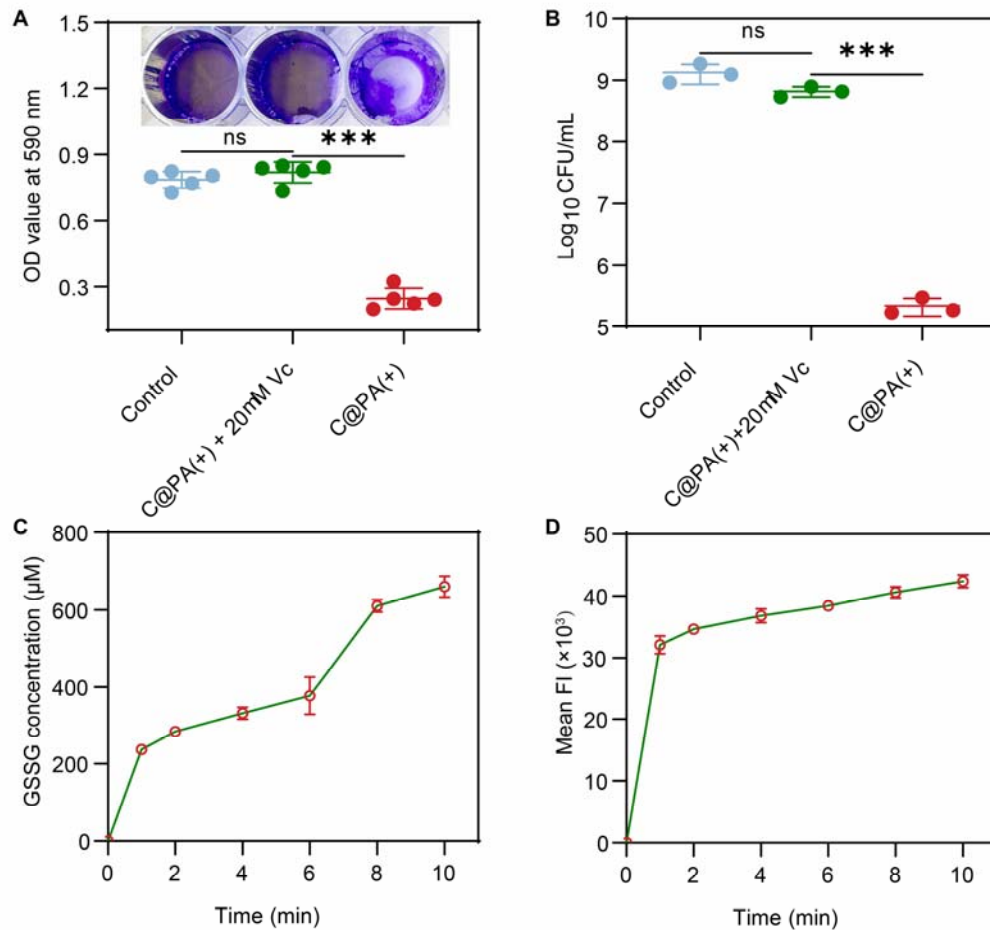 A
OD value at 590 nm
1.5
1.2
0.9
0.6
0.3
ns
***
Control
C@PA(+) + 20mM Vc
C@PA(+)
B
Log10 CFU/mL
10
9
8
7
6
5
ns
***
Control
C@PA(+)+20mM Vc
C@PA(+)
C
GSSG concentration (µM)
800
600
400
200
0
0 2 4 6 8 10
Time (min)
D
Mean FI (×10³)
50
40
30
20
10
0
0 2 4 6 8 10
Time (min)